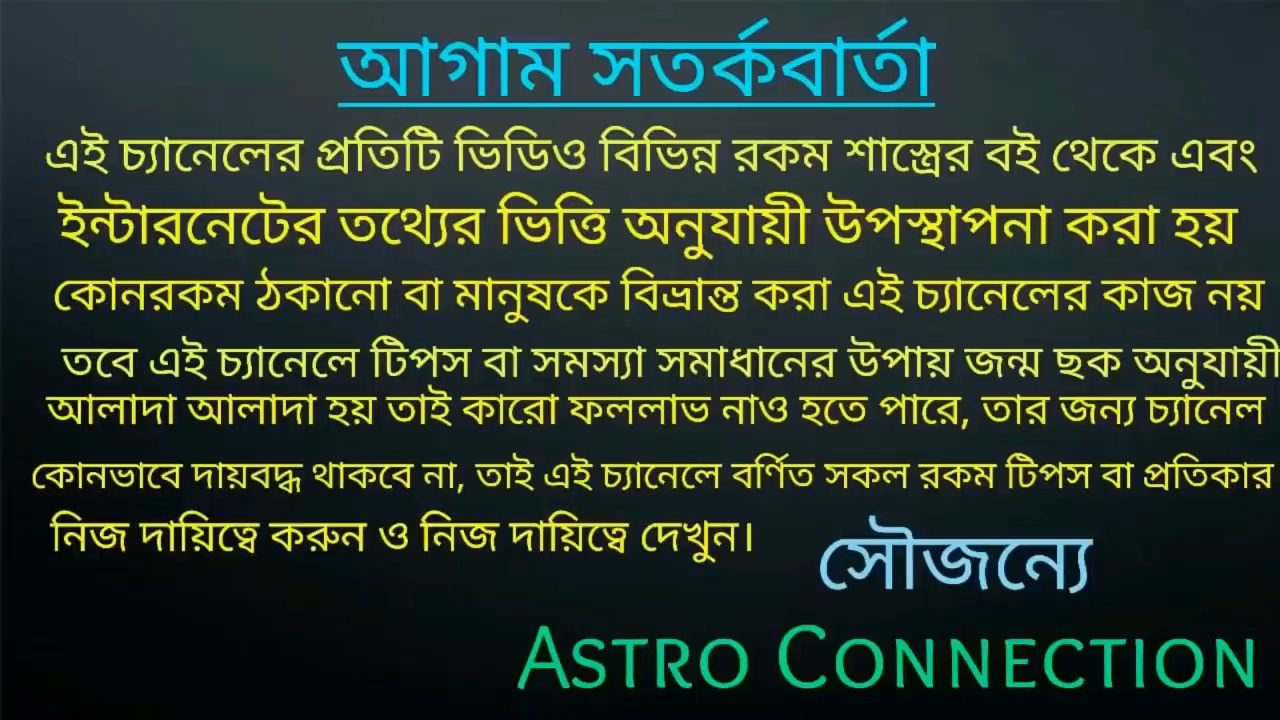 আগাম সতর্কবার্তা
এই চ্যানেলের প্রতিটি ভিডিও বিভিন্ন রকম শাস্ত্রের বই থেকে এবং
ইন্টারনেটের তথ্যের ভিত্তি অনুযায়ী উপস্থাপনা করা হয়
কোনরকম ঠকানো বা মানুষকে বিভ্রান্ত করা এই চ্যানেলের কাজ নয়
তবে এই চ্যানেলে টিপস বা সমস্যা সমাধানের উপায় জন্ম ছক অনুযায়ী
আলাদা আলাদা হয় তাই কারো ফললাভ নাও হতে পারে, তার জন্য চ্যানেল
কোনভাবে দায়বদ্ধ থাকবে না, তাই এই চ্যানেলে বর্ণিত সকল রকম টিপস বা প্রতিকার
নিজ দায়িত্বে করুন ও নিজ দায়িত্বে দেখুন।
সৌজন্যে
ASTRO CONNECTION